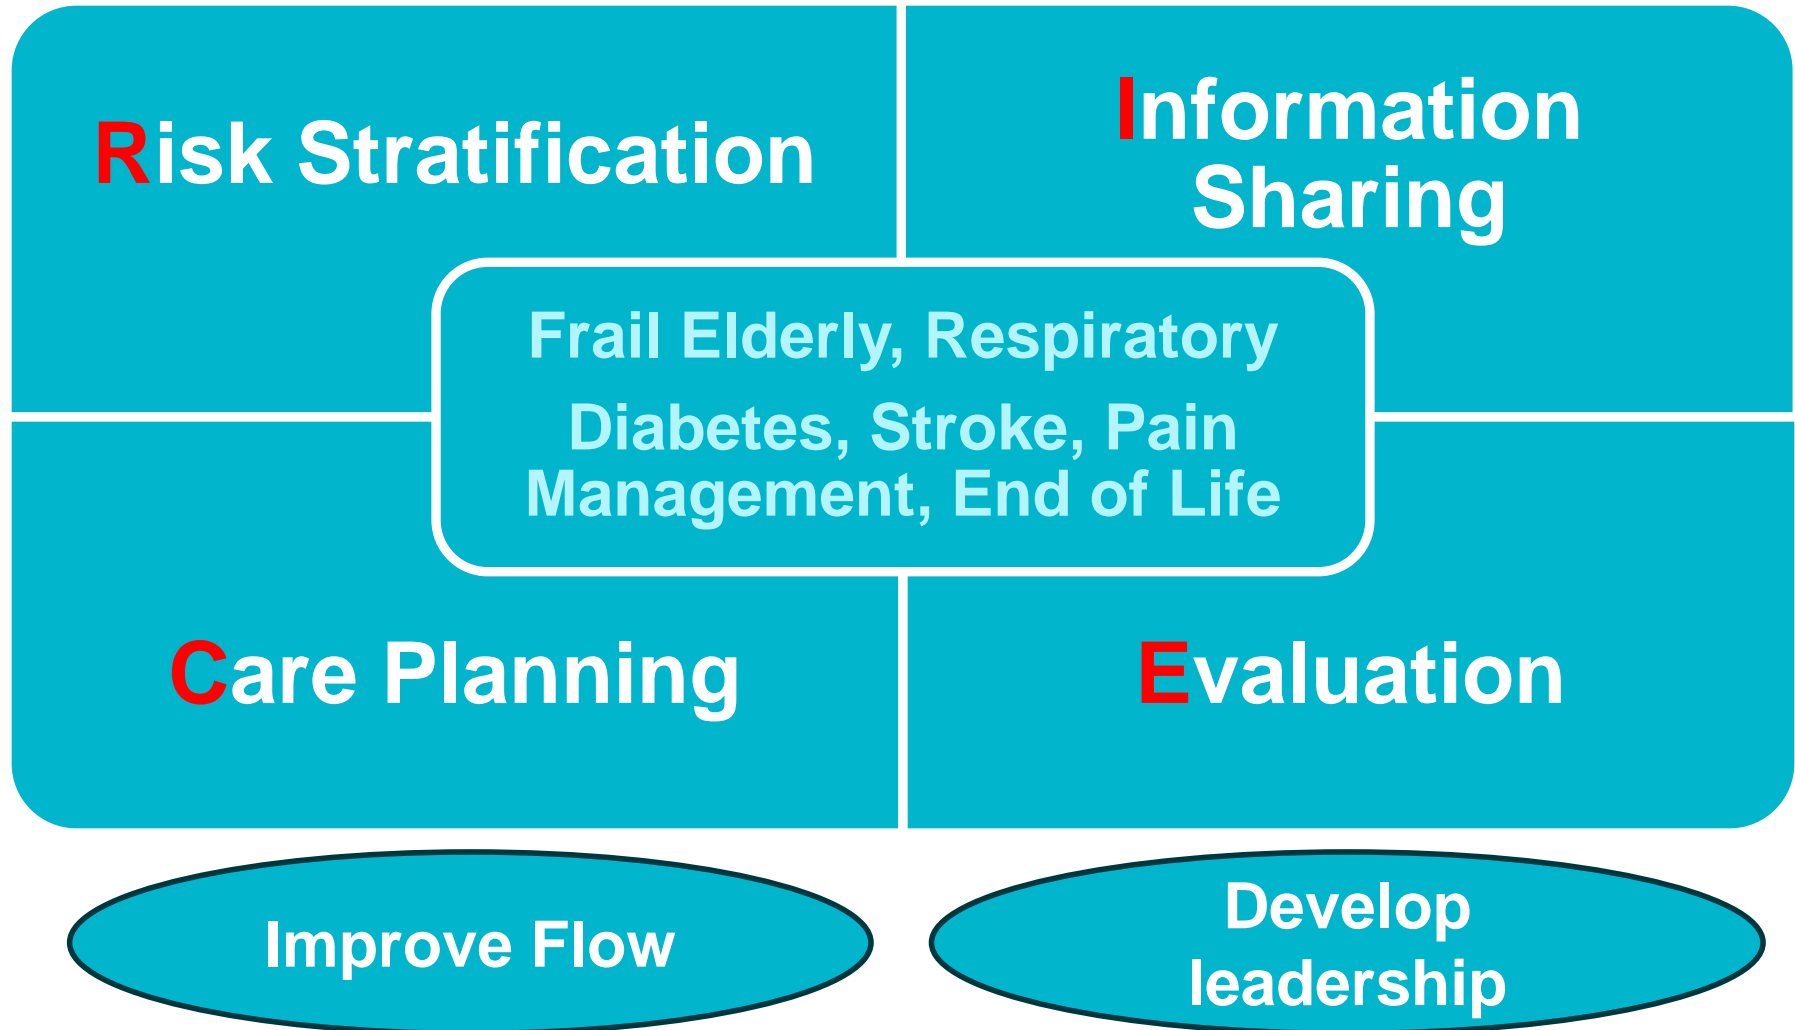 Risk Stratification
Information
Sharing
Frail Elderly, Respiratory
Diabetes, Stroke, Pain
Management, End of Life
Care Planning
Evaluation
Improve Flow
Develop
leadership